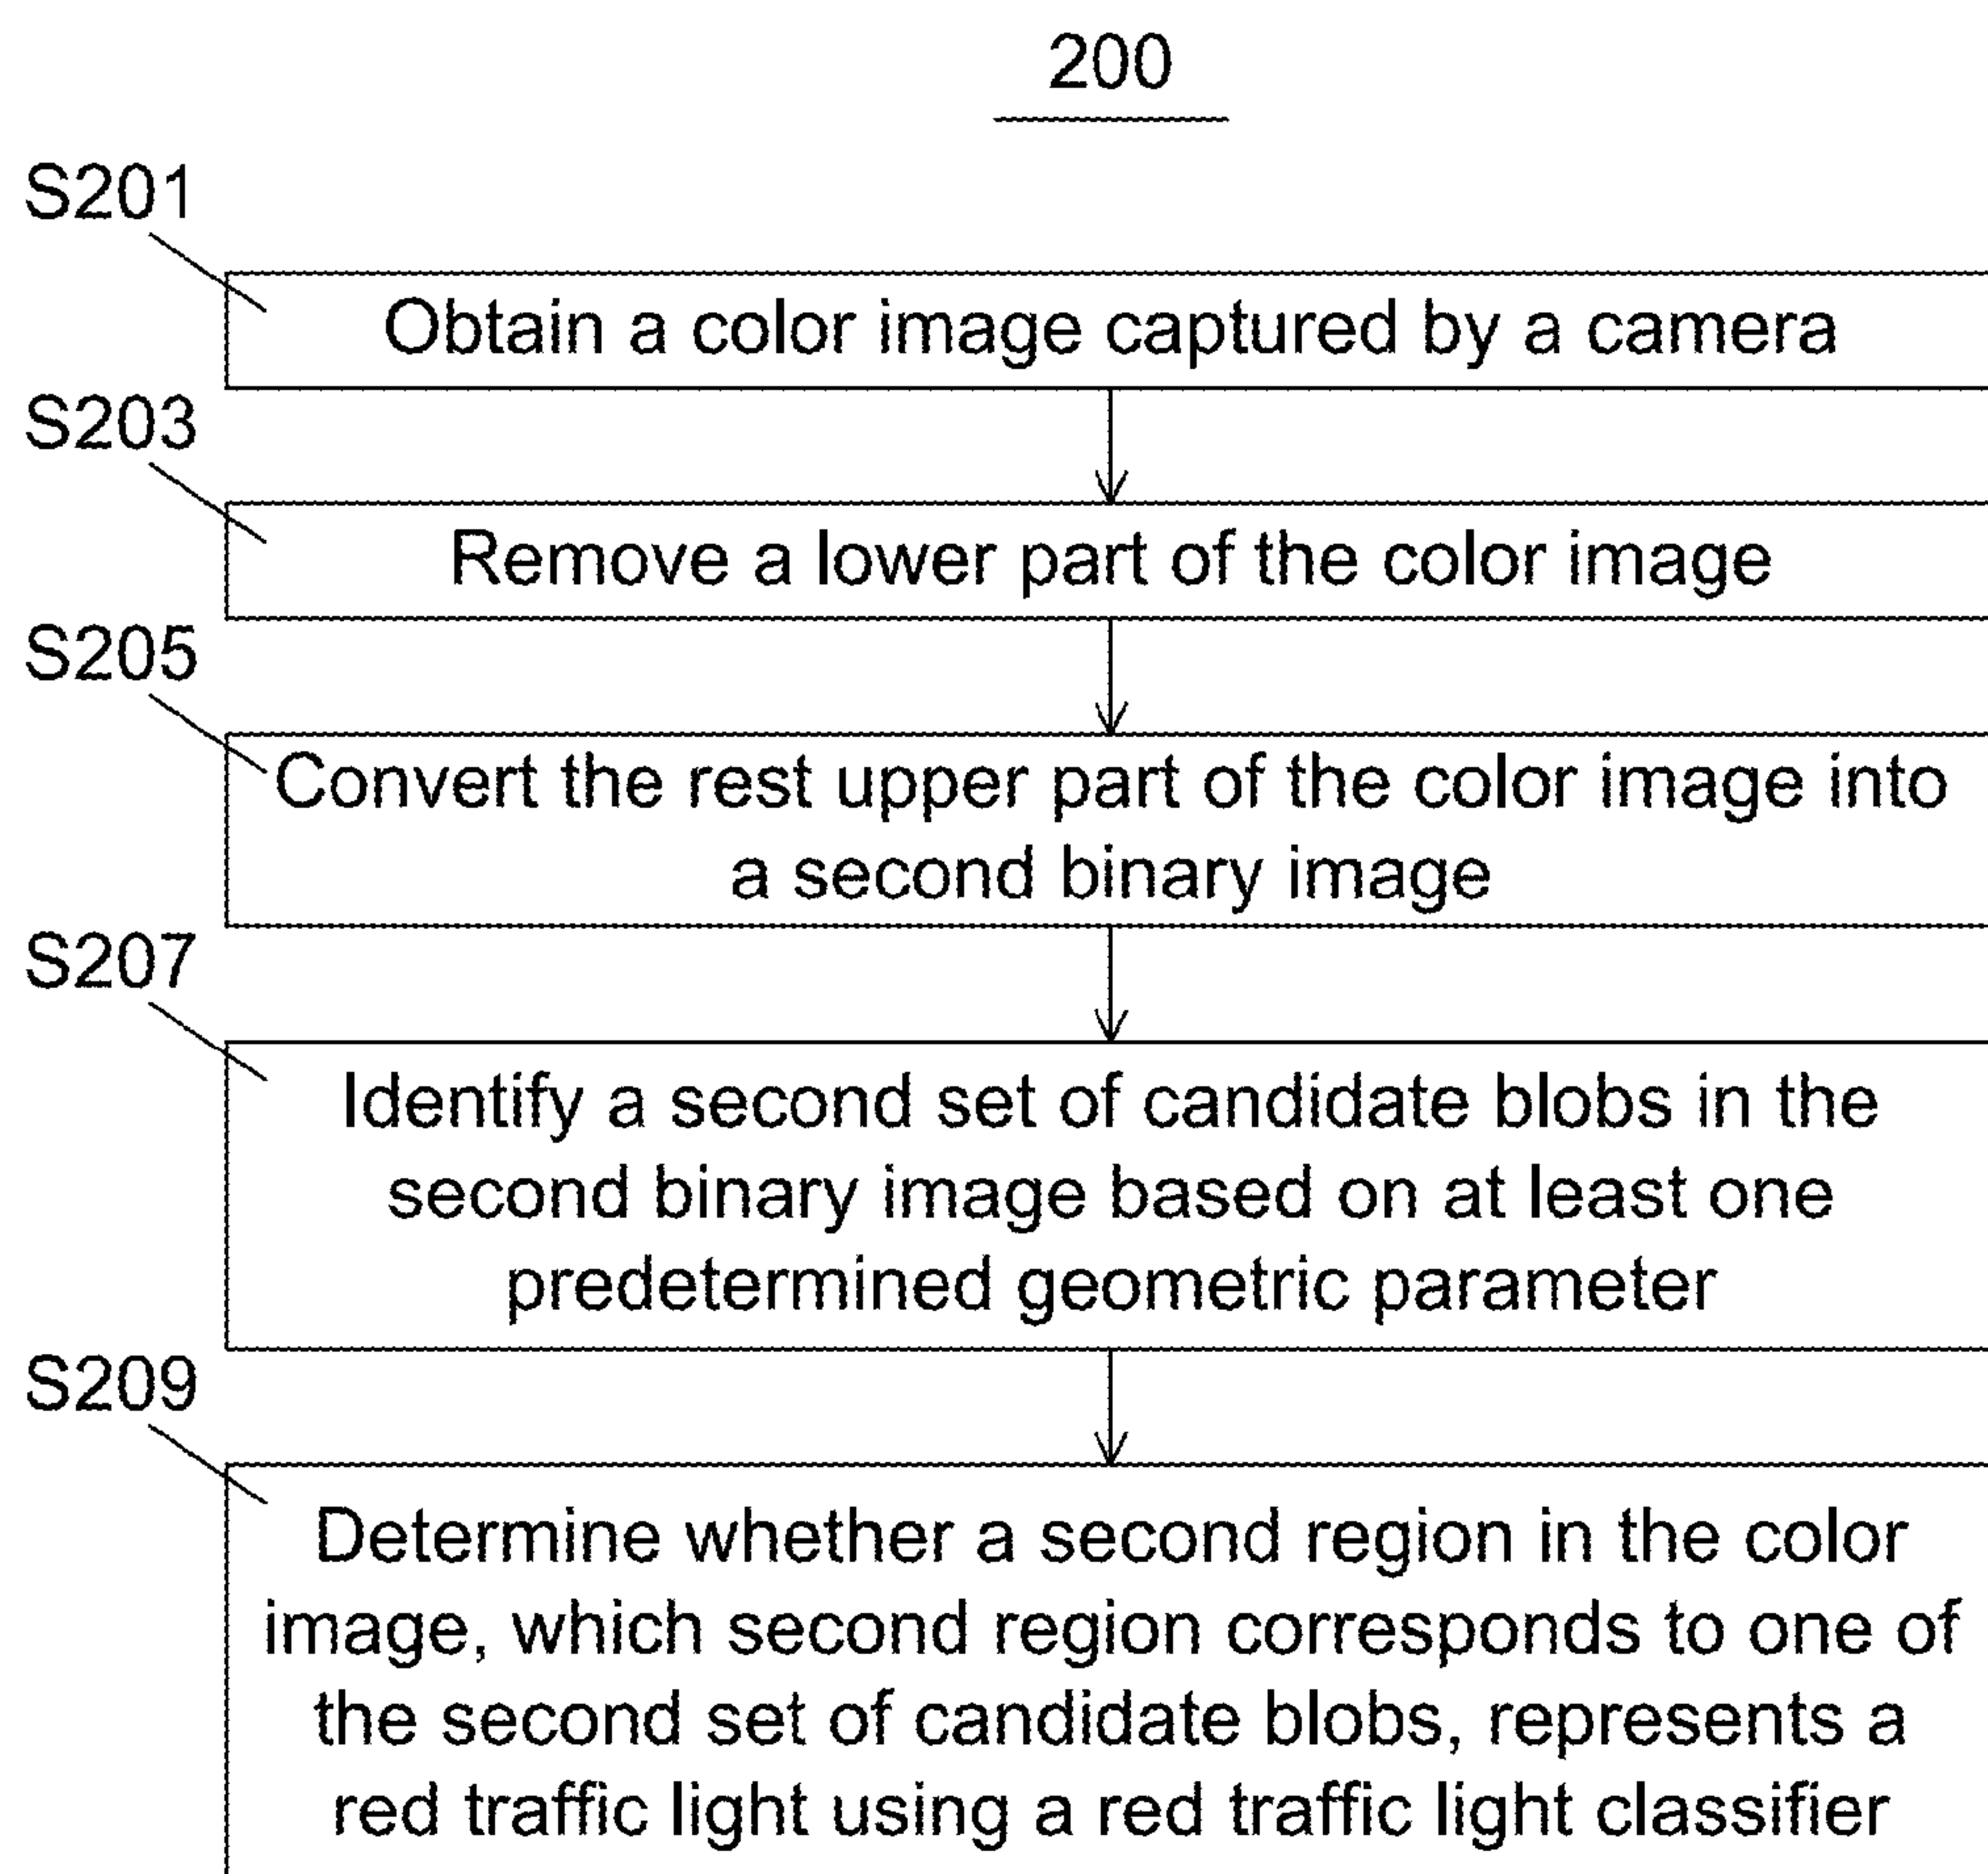 200
S201
Obtain a color image captured by a camera
S203
Remove a lower part of the color image
S205
Convert the rest upper part of the color image into
a second binary image
S207
Identify a second set of candidate blobs in the
second binary image based on at least one
predetermined geometric parameter
S209
Determine whether a second region in the color
image, which second region corresponds to one of
the second set of candidate blobs, represents a
red traffic light using a red traffic light classifier